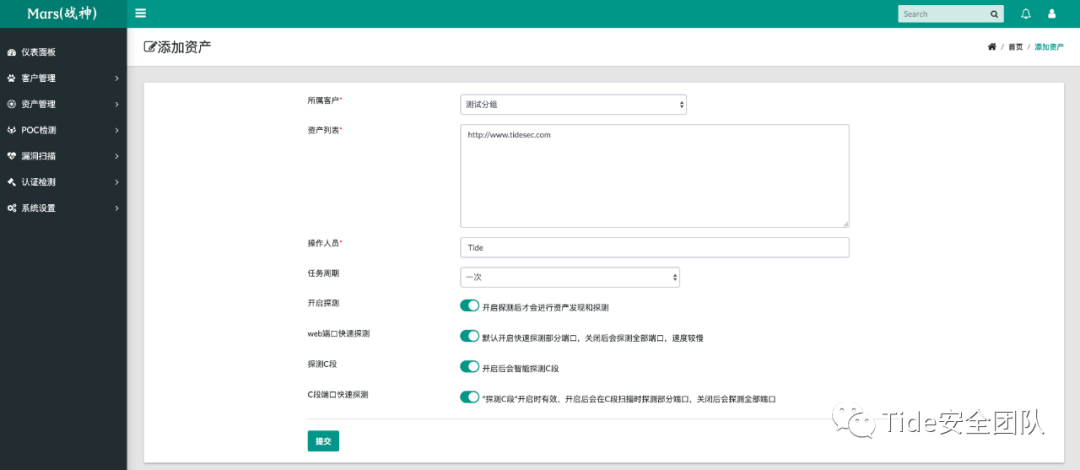 Mars(战神)
Search
仪表面板
客户管理
资产管理
POC检测
漏洞扫描
认证检测
系统设置
添加资产
/ 首页 / 添加资产
所属客户*
测试分组
资产列表*
http://www.tidesec.com
操作人员*
Tide
任务周期
一次
开启探测
开启探测后才会进行资产发现和探测
web端口快速探测
默认开启快速探测部分端口，关闭后会探测全部端口，速度较慢
探测C段
开启后会智能探测C段
C段端口快速探测
"探测C段"开启时有效，开启后会在C段扫描时探测部分端口，关闭后会探测全部端口
提交
Tide安全团队